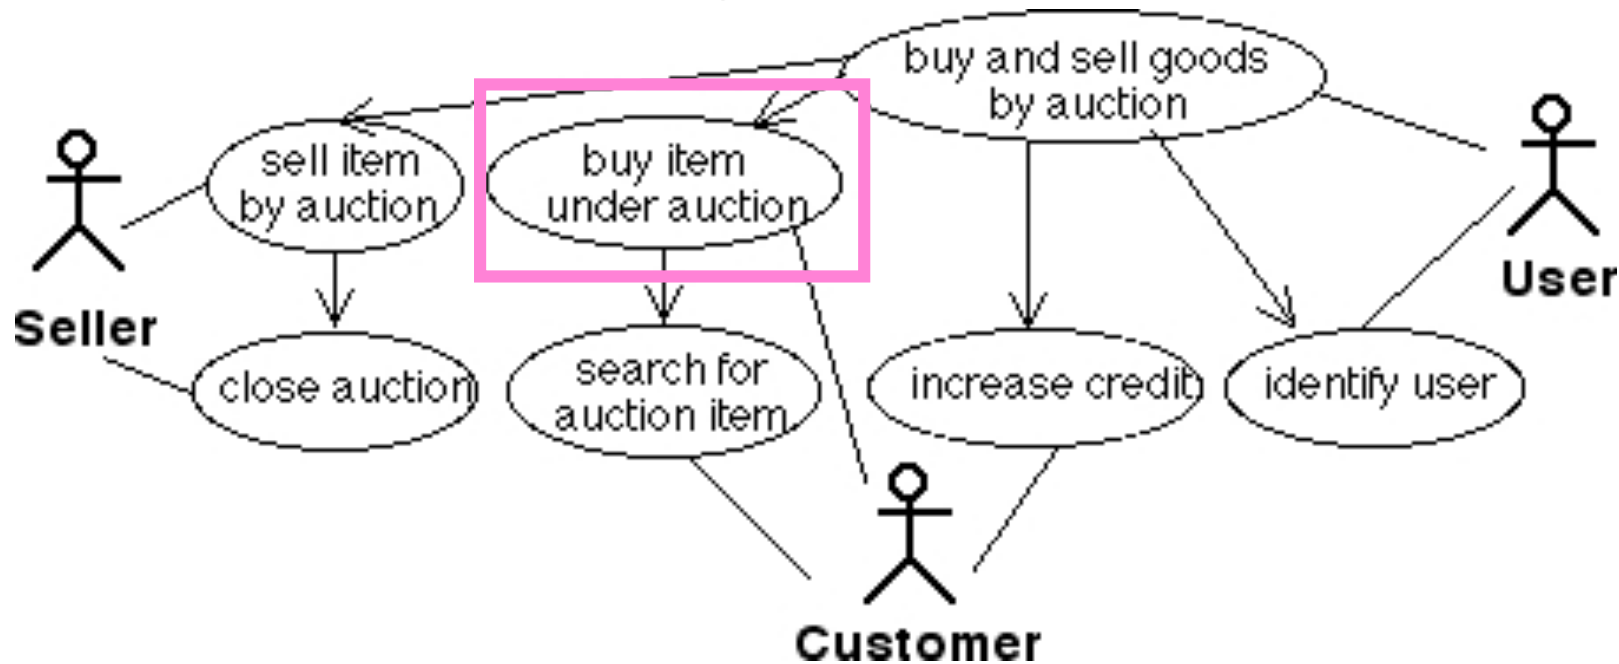 buy and sell goods
by auction
sell item
by auction
buy item
under auction
User
Seller
close auction
search for
auction item
increase credit
identify user
Customer